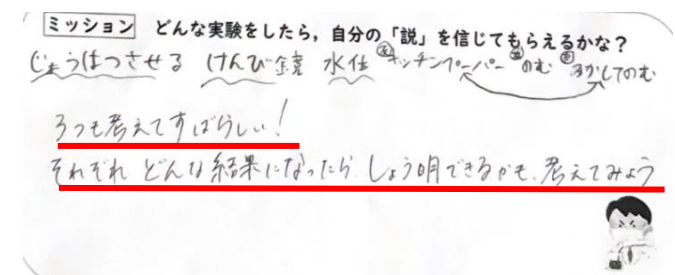 ミッション どんな実験をしたら,自分の「説」を信じてもらえるかな?
じょうはつさせる けんび鏡 キッチンペーパー のむ ろかしてのむ
3つも考えてすばらしい!
それぞれ どんな結果になったら、しょう明できるかも、考えてみよう